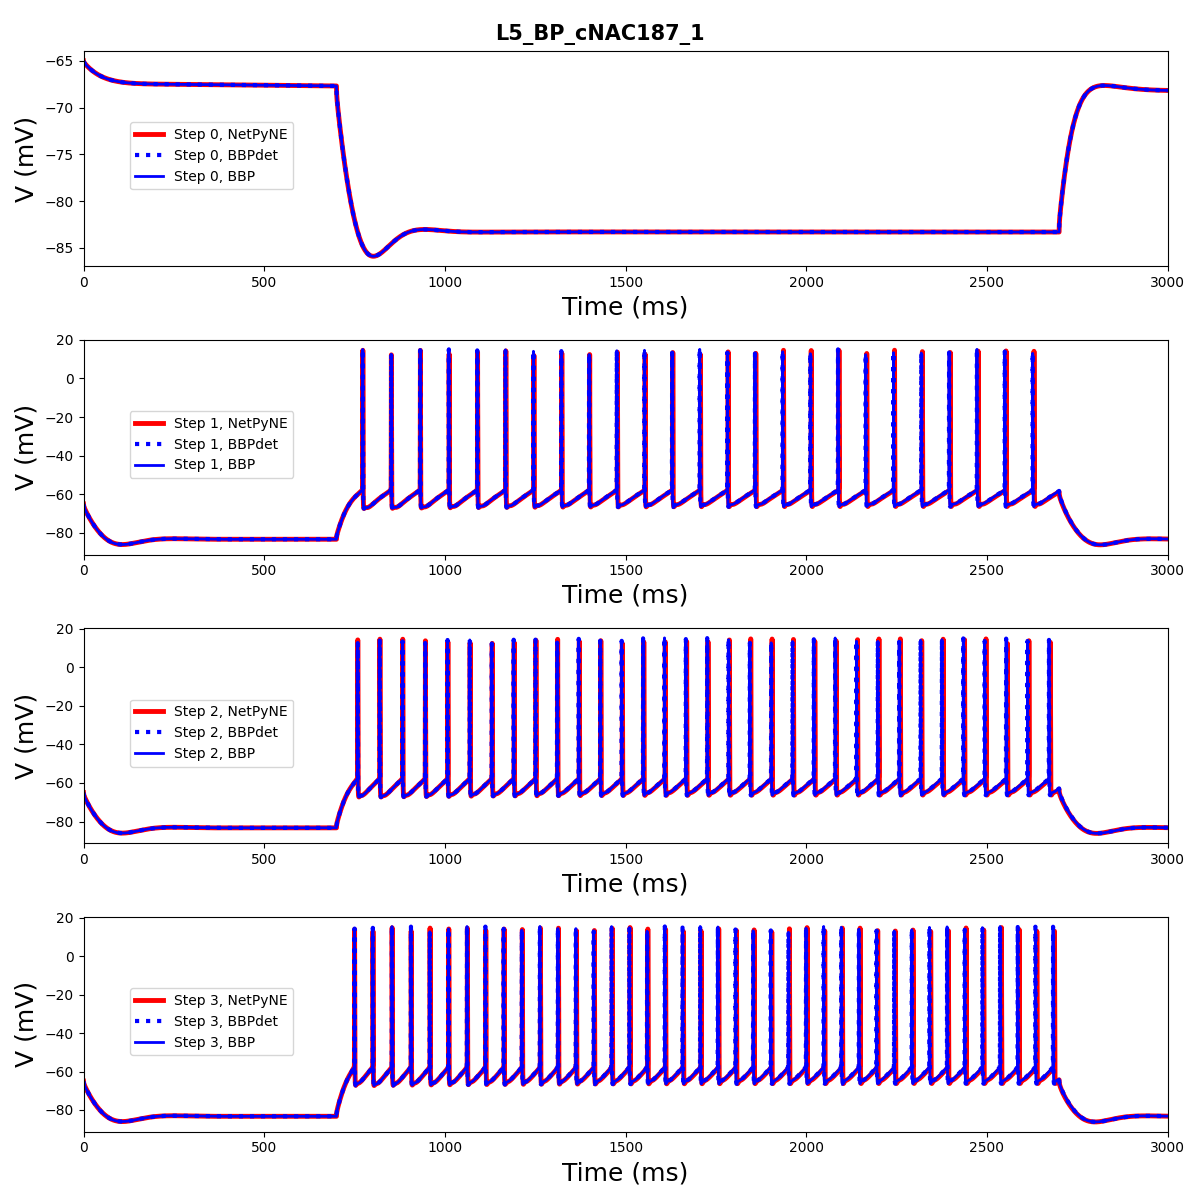 L5_BP_cNAC187_1
−65
−70
−75
−80
−85
V (mV)
Step 0, NetPyNE
Step 0, BBPdet
Step 0, BBP
0 500 1000 1500 2000 2500 3000
Time (ms)
20
0
−20
−40
−60
−80
V (mV)
Step 1, NetPyNE
Step 1, BBPdet
Step 1, BBP
0 500 1000 1500 2000 2500 3000
Time (ms)
20
0
−20
−40
−60
−80
V (mV)
Step 2, NetPyNE
Step 2, BBPdet
Step 2, BBP
0 500 1000 1500 2000 2500 3000
Time (ms)
20
0
−20
−40
−60
−80
V (mV)
Step 3, NetPyNE
Step 3, BBPdet
Step 3, BBP
0 500 1000 1500 2000 2500 3000
Time (ms)